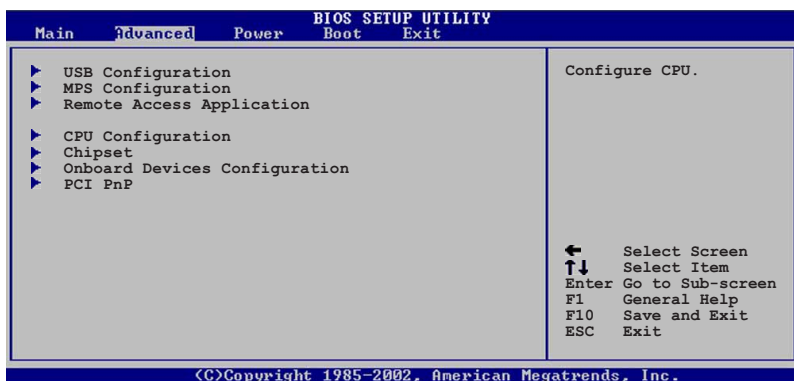 BIOS SETUP UTILITY
Main Advanced Power Boot Exit
USB Configuration
MPS Configuration
Remote Access Application
CPU Configuration
Chipset
Onboard Devices Configuration
PCI PnP
Configure CPU.
Select Screen
↑↓ Select Item
Enter Go to Sub-screen
F1 General Help
F10 Save and Exit
ESC Exit
(C)Copyright 1985-2002, American Megatrends, Inc.